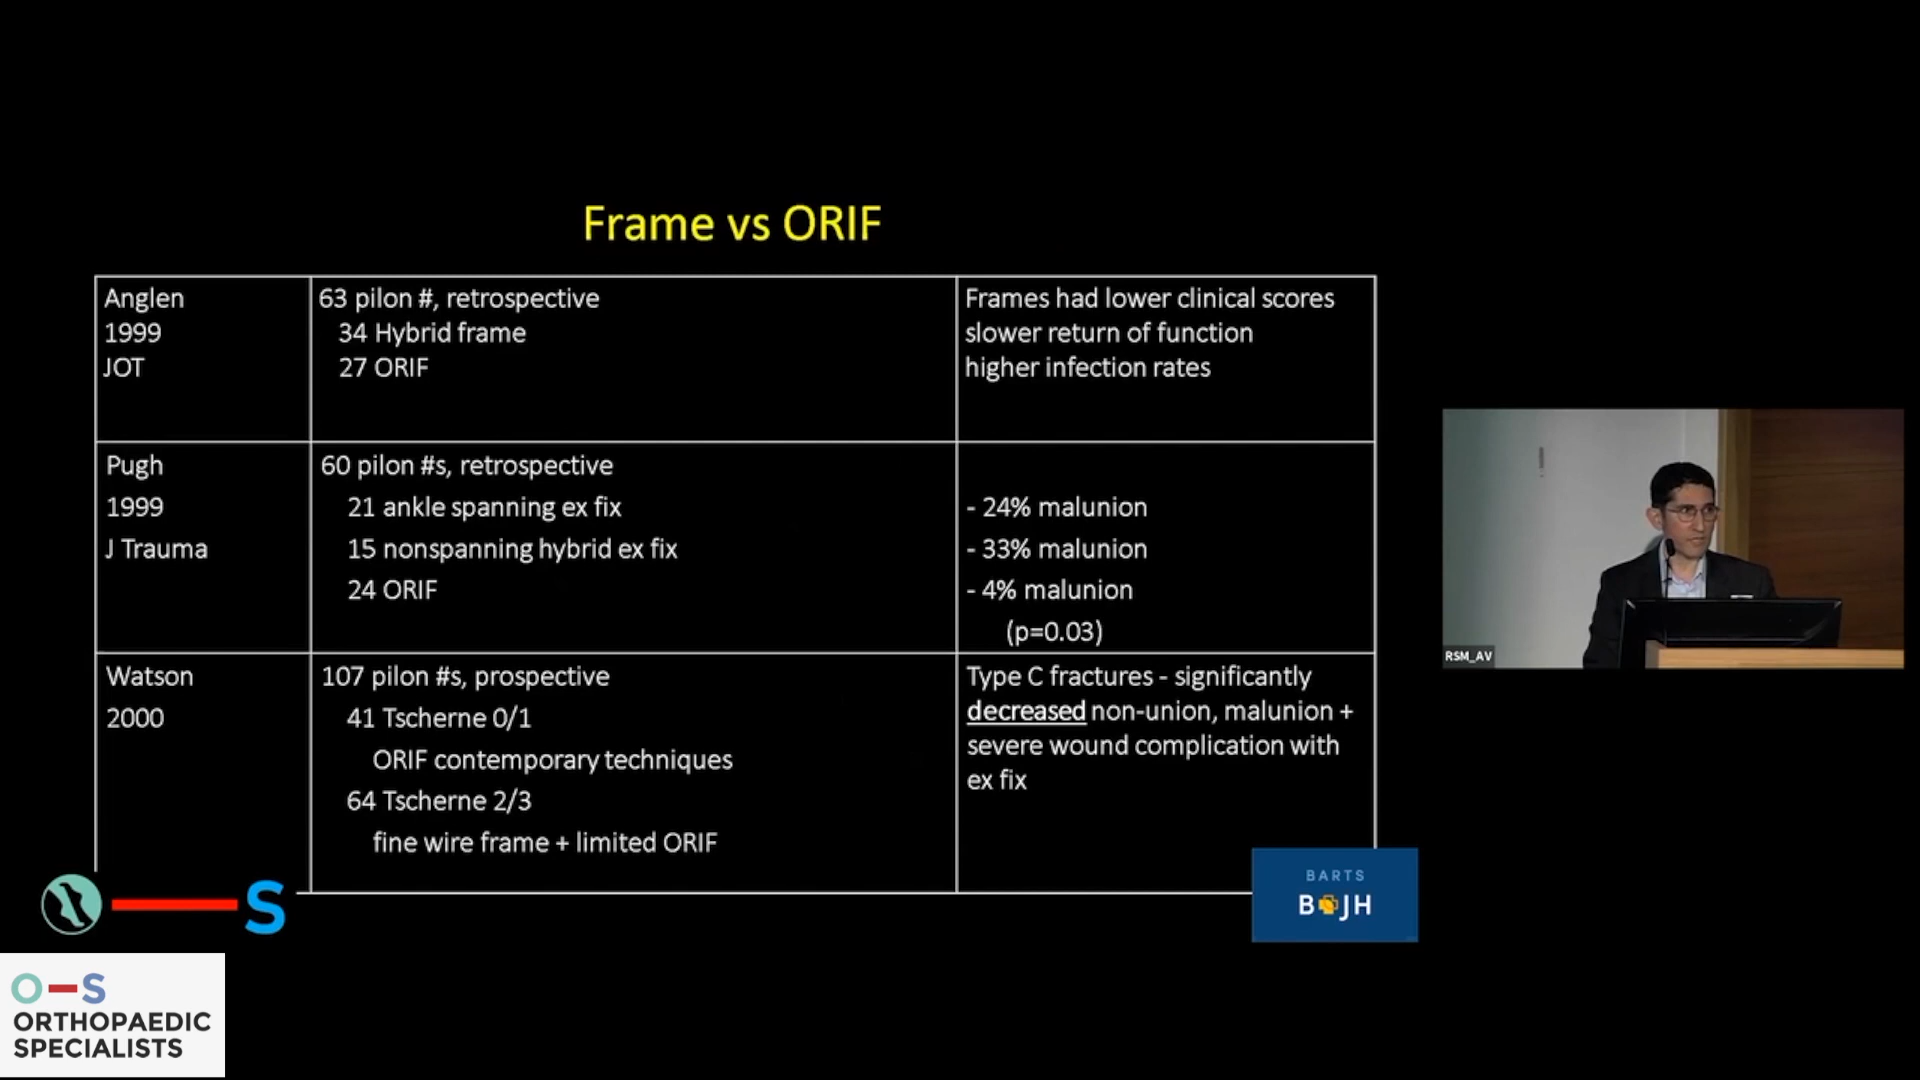 Frame vs ORIF
Anglen
1999
JOT
63 pilon #, retrospective
34 Hybrid frame
27 ORIF
Frames had lower clinical scores
slower return of function
higher infection rates
Pugh
1999
J Trauma
60 pilon #s, retrospective
21 ankle spanning ex fix
15 nonspanning hybrid ex fix
24 ORIF
- 24% malunion
- 33% malunion
- 4% malunion
(p=0.03)
Watson
2000
107 pilon #s, prospective
41 Tscherne 0/1
ORIF contemporary techniques
64 Tscherne 2/3
fine wire frame + limited ORIF
Type C fractures - significantly
decreased non-union, malunion +
severe wound complication with
ex fix
RSM_AV
S
BARTS
BOJH
O–S
ORTHOPAEDIC
SPECIALISTS